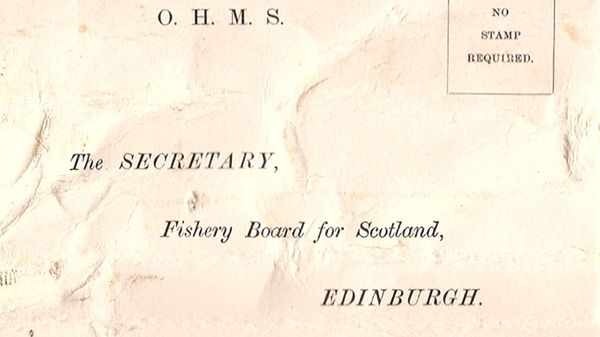 O. H. M. S.
NO
STAMP
REQUIRED.
The SECRETARY,
Fishery Board for Scotland,
EDINBURGH.